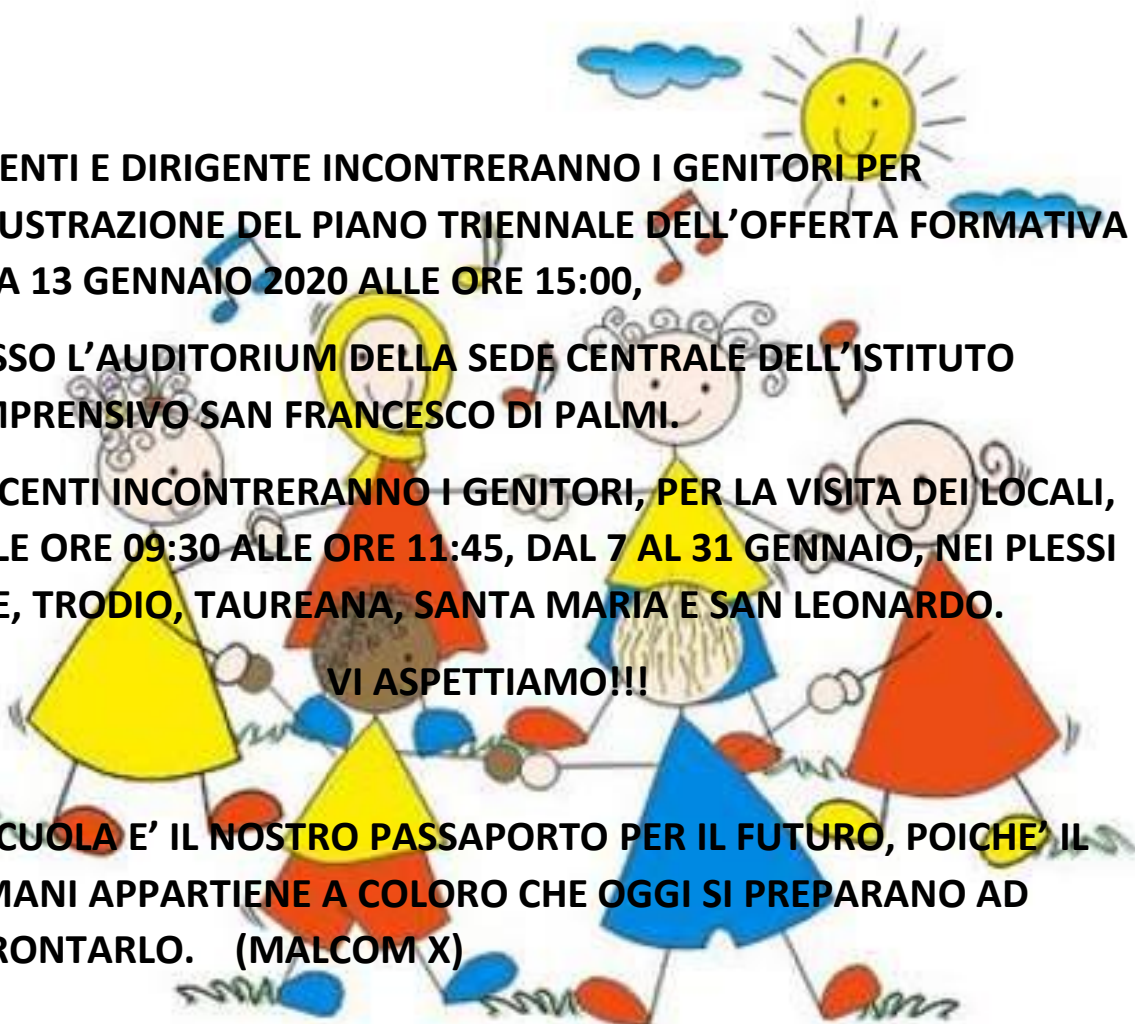 ENTI E DIRIGENTE INCONTRERANNO I GENITORI PER
USTRAZIONE DEL PIANO TRIENNALE DELL’OFFERTA FORMATIVA
A 13 GENNAIO 2020 ALLE ORE 15:00,
SSO L’AUDITORIUM DELLA SEDE CENTRALE DELL’ISTITUTO
MPRENSIVO SAN FRANCESCO DI PALMI.
CENTI INCONTRERANNO I GENITORI, PER LA VISITA DEI LOCALI,
LE ORE 09:30 ALLE ORE 11:45, DAL 7 AL 31 GENNAIO, NEI PLESSI
E, TRODIO, TAUREANA, SANTA MARIA E SAN LEONARDO.
VI ASPETTIAMO!!!
CUOLA E’ IL NOSTRO PASSAPORTO PER IL FUTURO, POICHE’ IL
MANI APPARTIENE A COLORO CHE OGGI SI PREPARANO AD
RONTARLO. (MALCOM X)